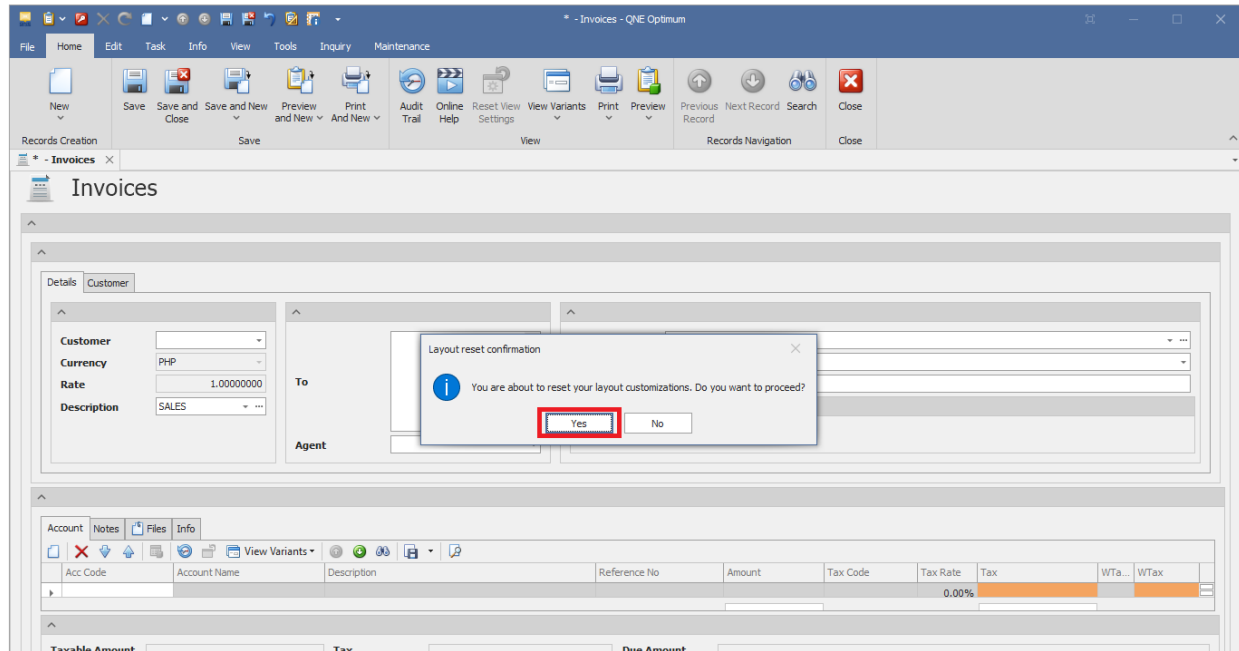 * - Invoices - QNE Optimum
File Home Edit Task Info View Tools Inquiry Maintenance
New Save Save and Close Save and New Preview and New Print And New Audit Trail Online Help Reset View Settings View Variants Print Preview Previous Record Next Record Search Close
Records Creation Save View Records Navigation Close
* - Invoices
Invoices
Details Customer
Customer
Currency PHP
Rate 1.00000000
Description SALES
To
Agent
Layout reset confirmation
You are about to reset your layout customizations. Do you want to proceed?
Yes No
Account Notes Files Info
View Variants
Acc Code Account Name Description Reference No Amount Tax Code Tax Rate Tax WTa... WTax
0.00%
Taxable Amount Tax Due Amount